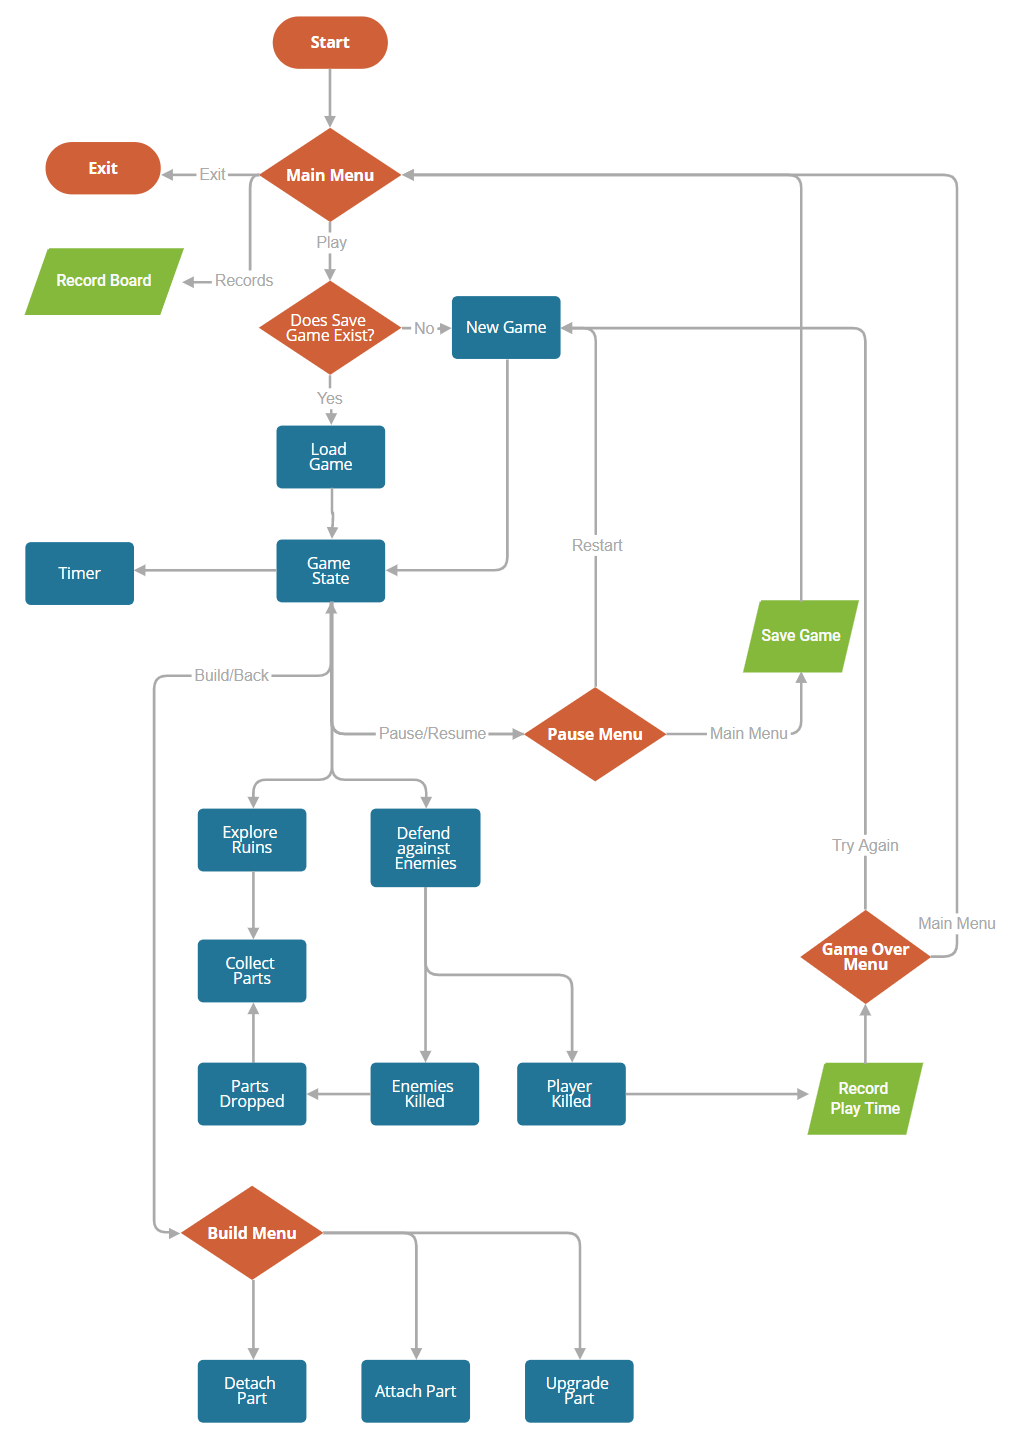 Start
Exit
Exit
Main Menu
Play
Record Board
Records
Does Save
Game Exist?
No
New Game
Yes
Load
Game
Restart
Timer
Game
State
Save Game
Build/Back
Pause/Resume
Pause Menu
Main Menu
Explore
Ruins
Defend
against
Enemies
Try Again
Main Menu
Collect
Parts
Game Over
Menu
Parts
Dropped
Enemies
Killed
Player
Killed
Record
Play Time
Build Menu
Detach
Part
Attach Part
Upgrade
Part